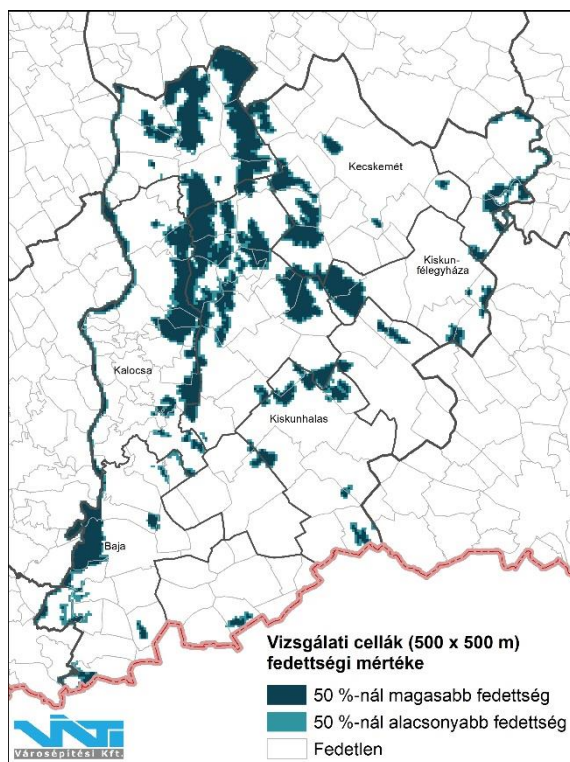 Kecskemét
Kiskun-
félegyháza
Kalocsa
Kiskunhalas
Baja
Vizsgálati cellák (500 x 500 m)
fedettségi mértéke
50 %-nál magasabb fedettség
50 %-nál alacsonyabb fedettség
Fedetlen
VÁTI
Városépítési Kft.